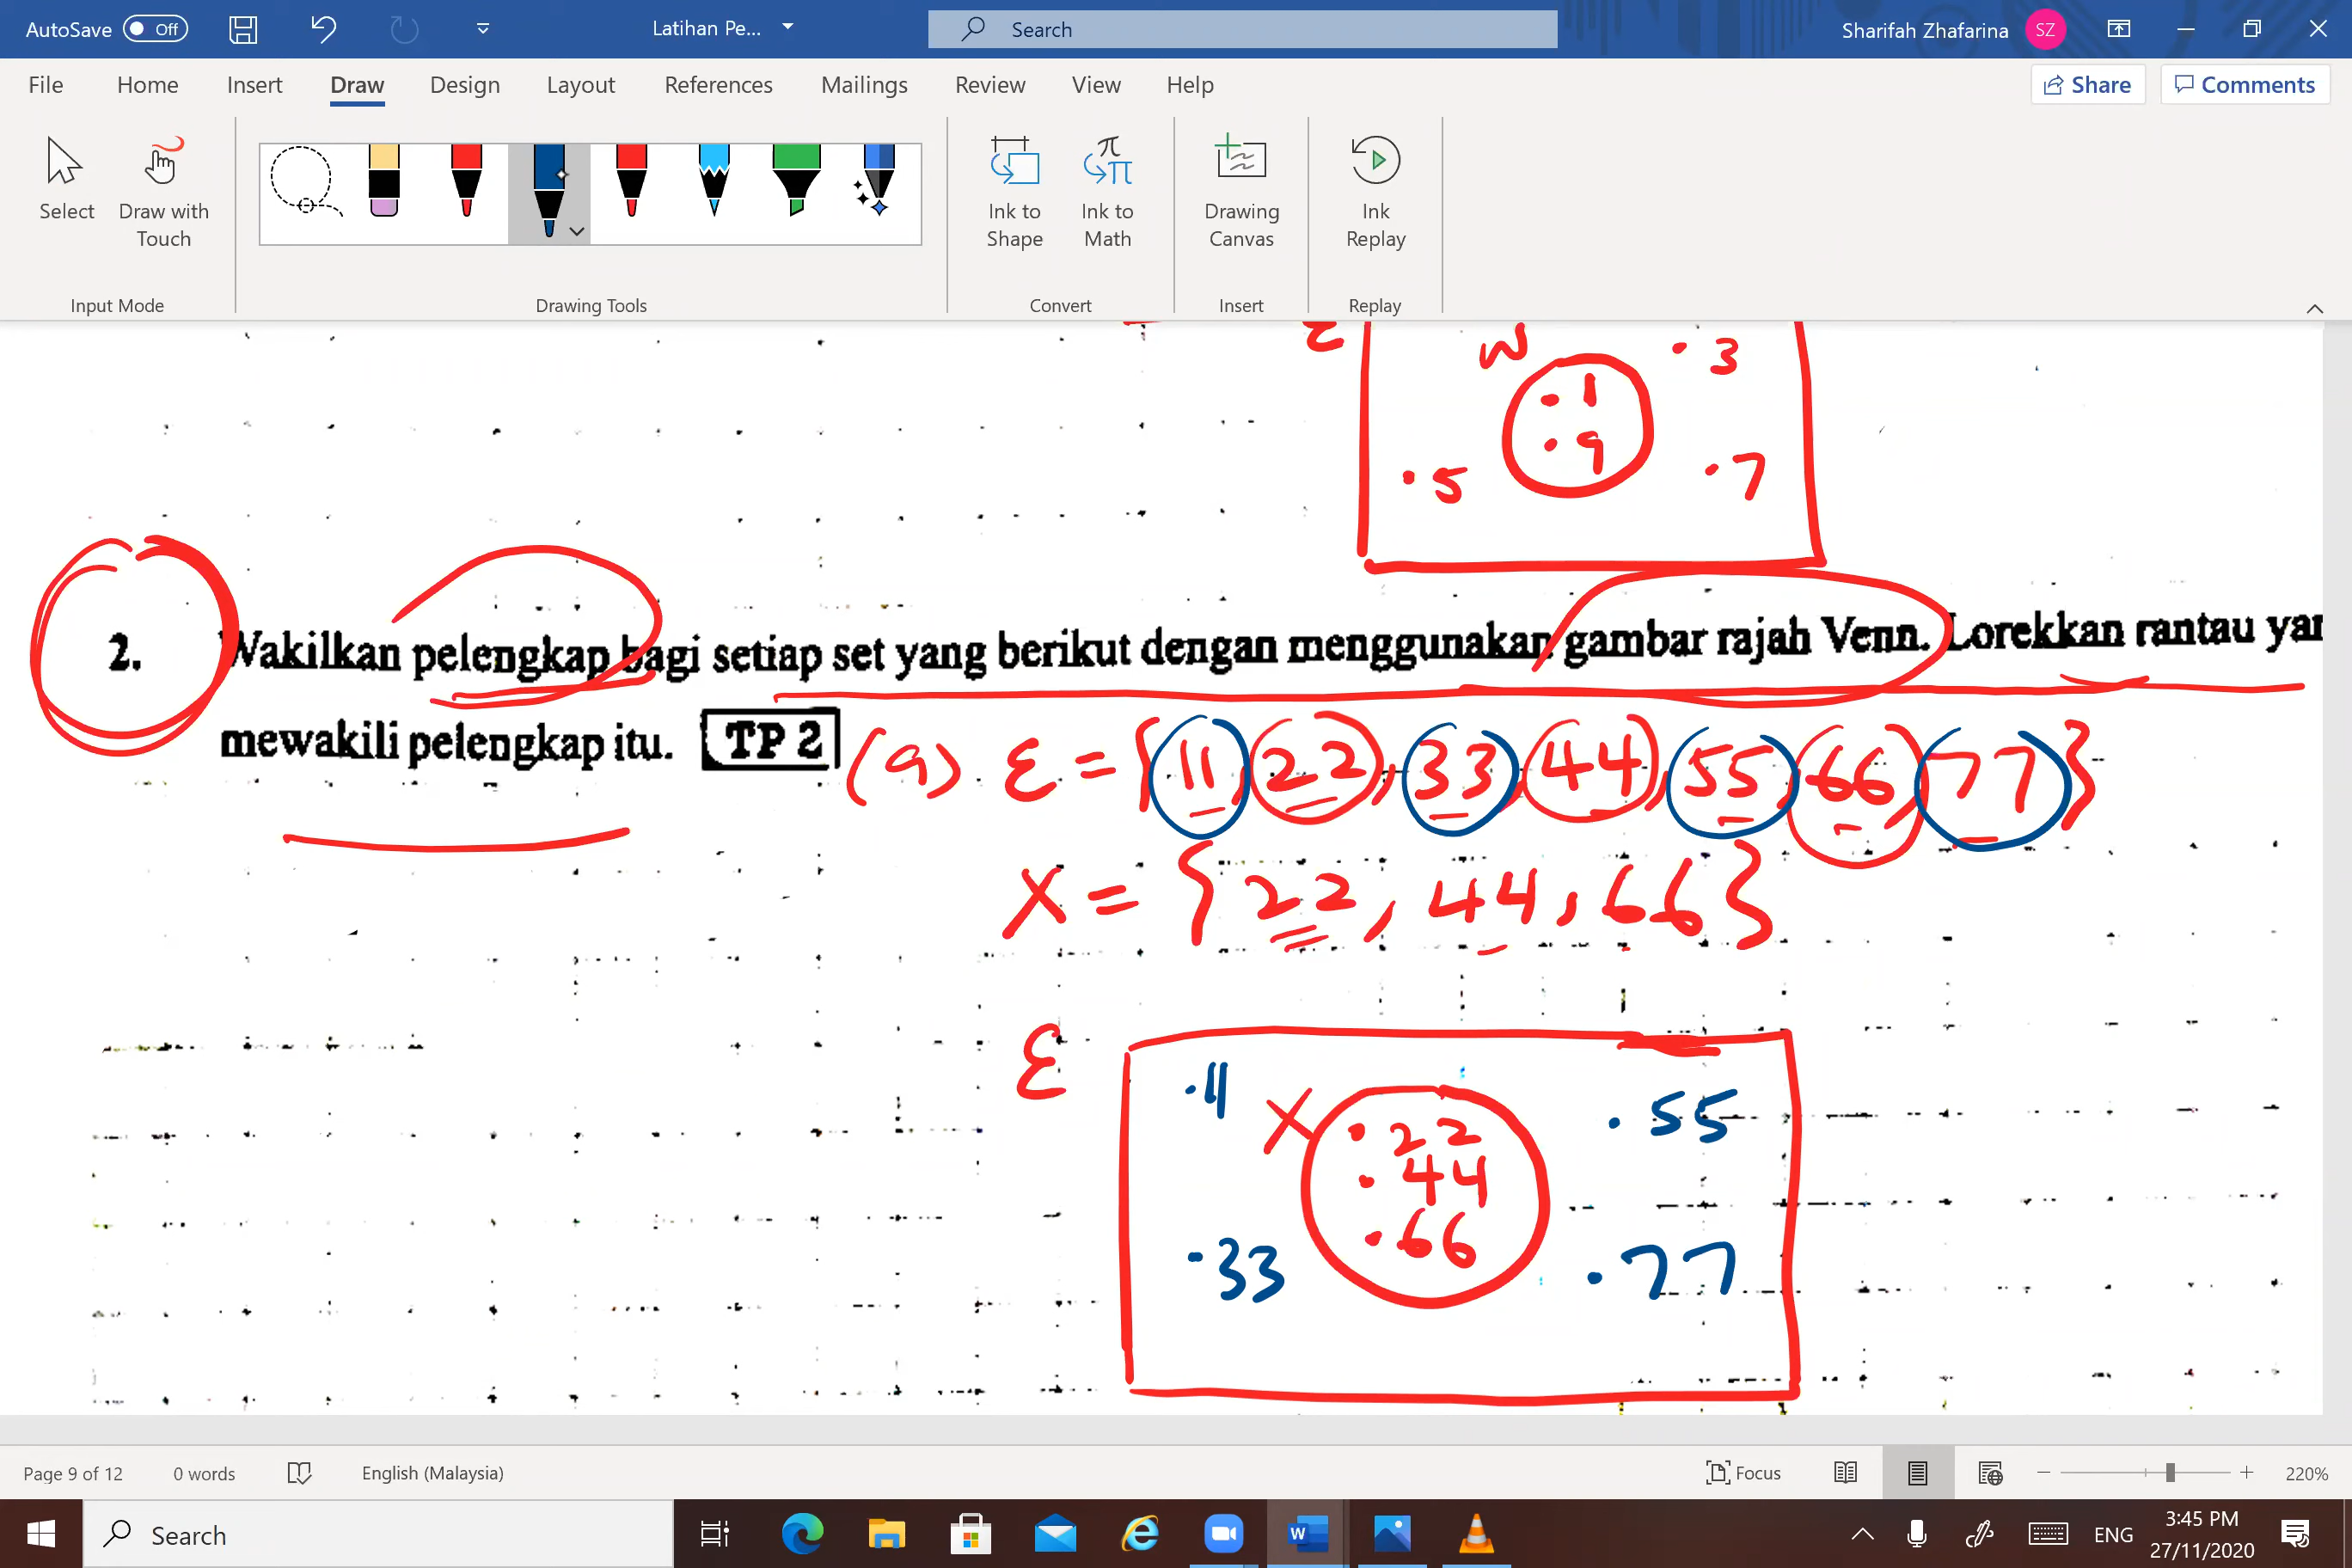 AutoSave Off Latihan Pe... Search Sharifah Zhafarina SZ
File Home Insert Draw Design Layout References Mailings Review View Help Share Comments
Select Draw with Touch Ink to Shape Ink to Math Drawing Canvas Ink Replay
Input Mode Drawing Tools Convert Insert Replay
ε W .3
.1
.9
.5 .7
2. Wakilkan pelengkap bagi setiap set yang berikut dengan menggunakan gambar rajah Venn. Lorekkan rantau yan
mewakili pelengkap itu. TP 2 (a) ε = {11, 22, 33, 44, 55, 66, 77}
X = {22, 44, 66}
ε
.11 X .22 .55
.44
.33 .66 .77
Page 9 of 12 0 words English (Malaysia) Focus 220%
Search ENG 3:45 PM
27/11/2020